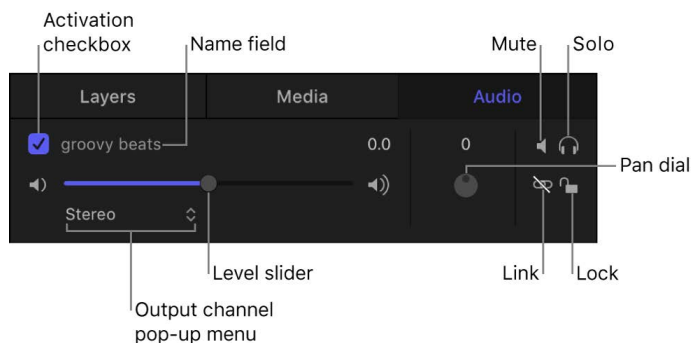 Activation
checkbox
Name field
Mute
Solo
Layers
Media
Audio
groovy beats
0.0
0
Pan dial
Stereo
Level slider
Link
Lock
Output channel
pop-up menu